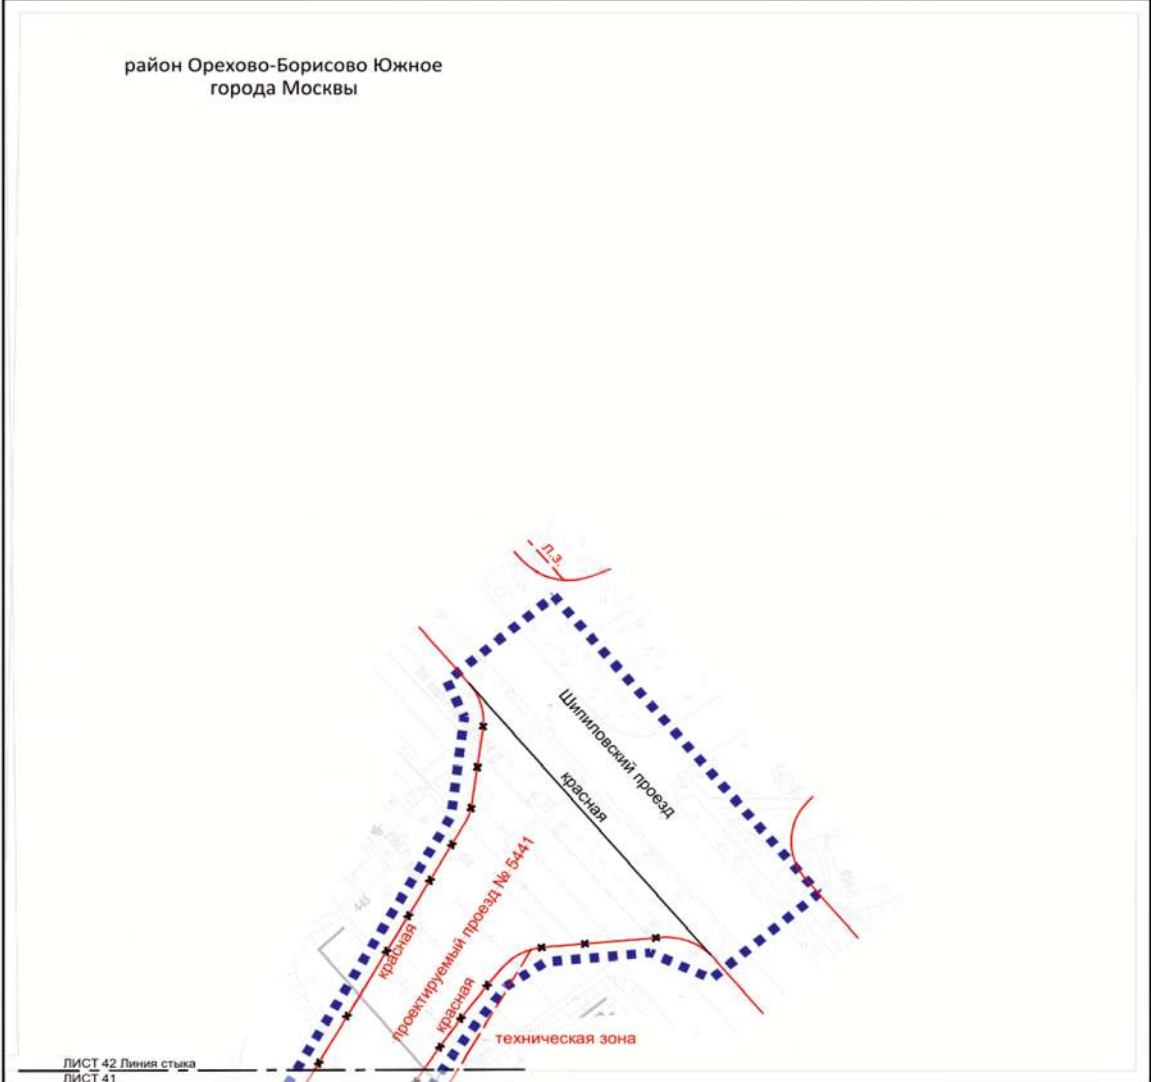 район Орехово-Борисово Южное
города Москвы
л.з.
Шипиловский проезд
красная
проектируемый проезд № 5441
красная
красная
445
техническая зона
ЛИСТ 42 Линия стыка
ЛИСТ 41